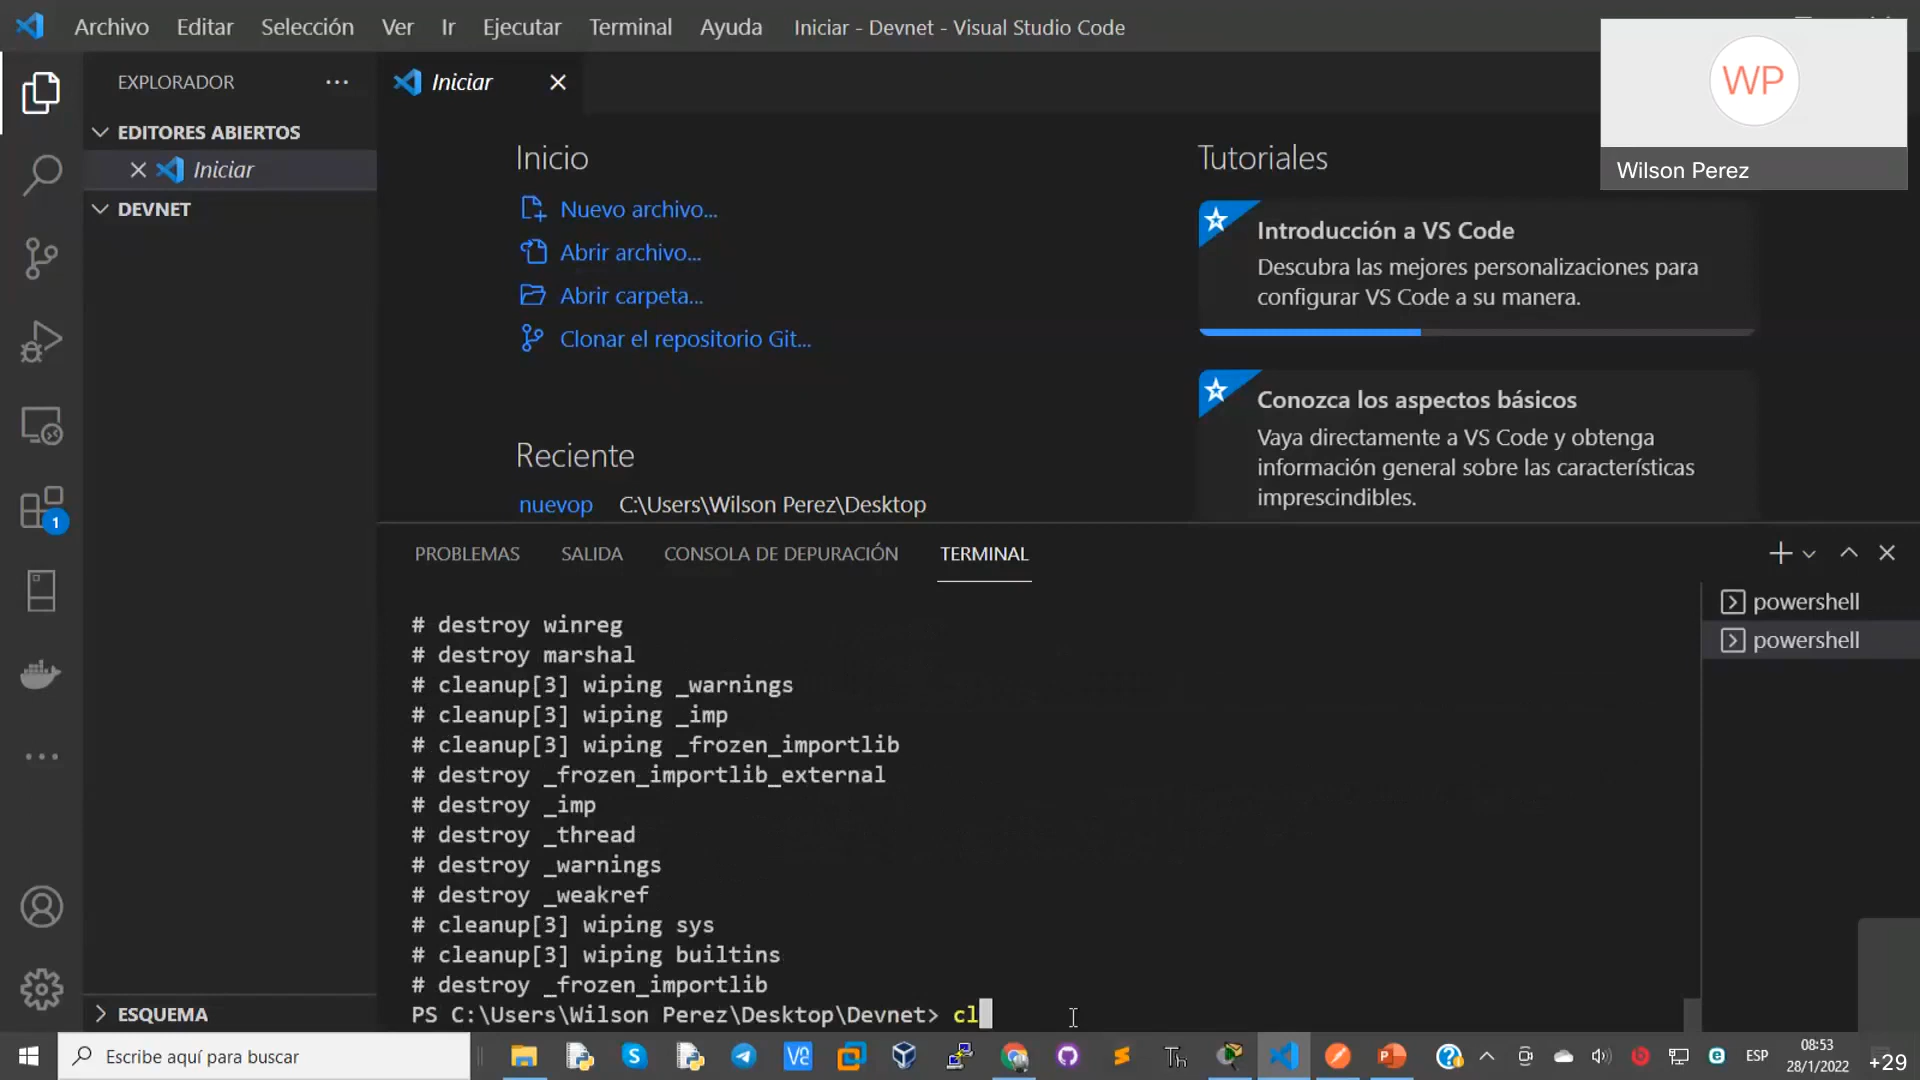 Archivo Editar Selección Ver Ir Ejecutar Terminal Ayuda Iniciar - Devnet - Visual Studio Code
EXPLORADOR
EDITORES ABIERTOS
Iniciar
DEVNET
ESQUEMA
1
Iniciar
Inicio
Nuevo archivo...
Abrir archivo...
Abrir carpeta...
Clonar el repositorio Git...
Reciente
nuevop C:\Users\Wilson Perez\Desktop
Tutoriales
Introducción a VS Code
Descubra las mejores personalizaciones para
configurar VS Code a su manera.
Conozca los aspectos básicos
Vaya directamente a VS Code y obtenga
información general sobre las características
imprescindibles.
WP
Wilson Perez
PROBLEMAS SALIDA CONSOLA DE DEPURACIÓN TERMINAL
# destroy winreg
# destroy marshal
# cleanup[3] wiping _warnings
# cleanup[3] wiping _imp
# cleanup[3] wiping _frozen_importlib
# destroy _frozen_importlib_external
# destroy _imp
# destroy _thread
# destroy _warnings
# destroy _weakref
# cleanup[3] wiping sys
# cleanup[3] wiping builtins
# destroy _frozen_importlib
PS C:\Users\Wilson Perez\Desktop\Devnet> cl
powershell
powershell
Escribe aquí para buscar
ESP
08:53
28/1/2022
+29